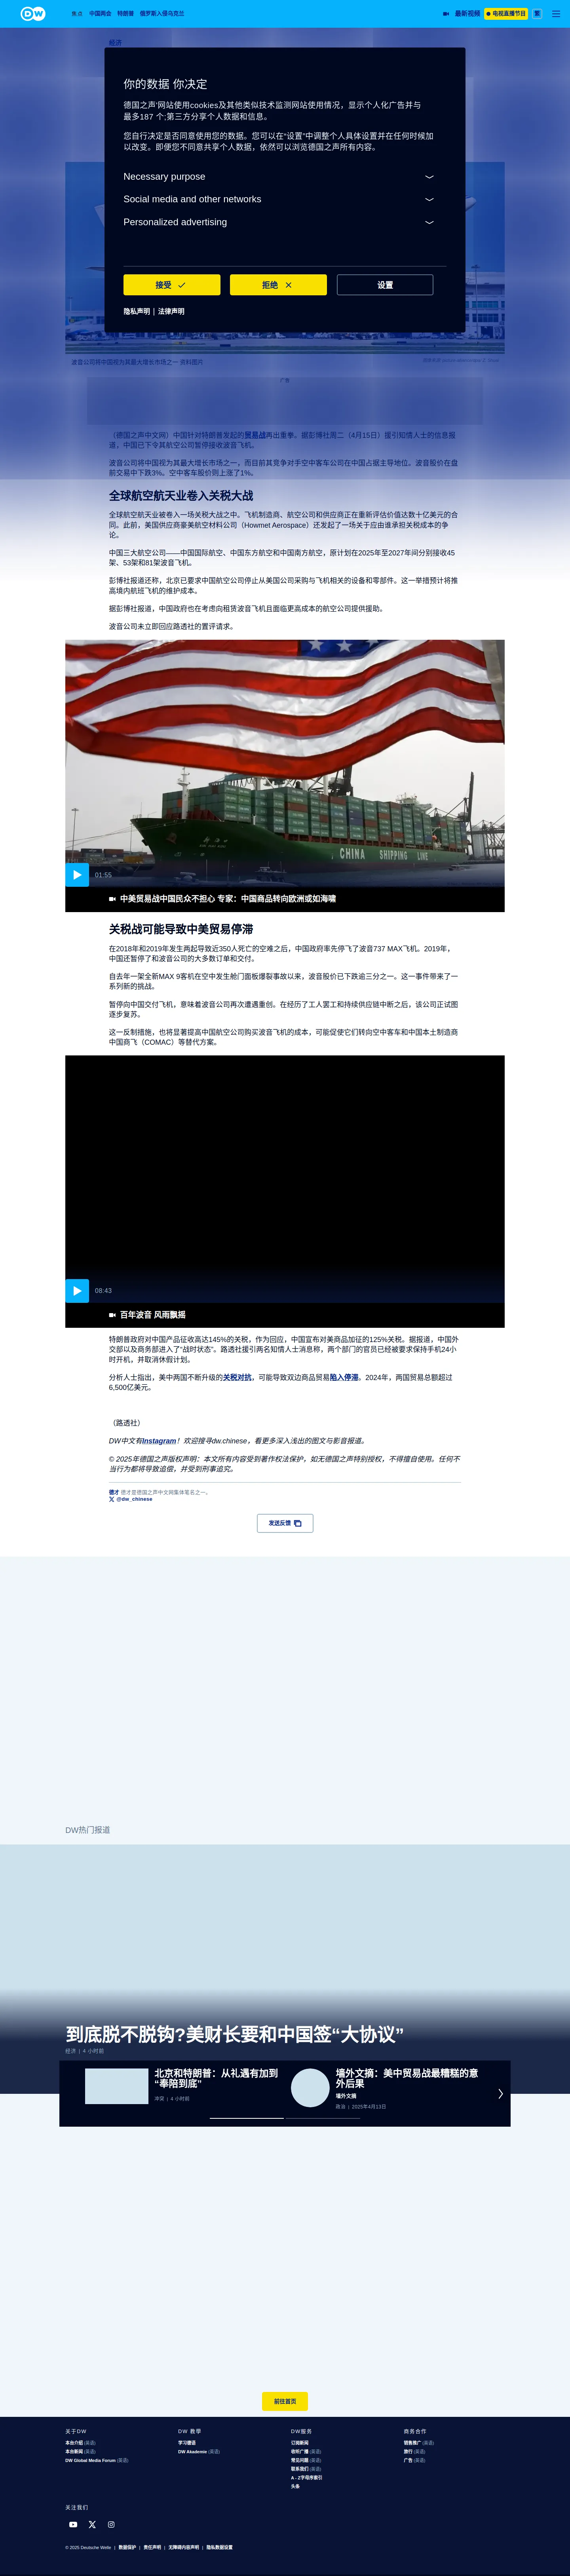 DW
焦点 中国两会 特朗普 俄罗斯入侵乌克兰 最新视频 电视直播节目 繁
经济
你的数据 你决定
德国之声'网站使用cookies及其他类似技术监测网站使用情况，显示个人化广告并与
最多187 个;第三方分享个人数据和信息。
您自行决定是否同意使用您的数据。您可以在“设置”中调整个人具体设置并在任何时候加
以改变。即便您不同意共享个人数据，依然可以浏览德国之声所有内容。
Necessary purpose
Social media and other networks
Personalized advertising
接受 拒绝 设置
隐私声明 | 法律声明
波音公司将中国视为其最大增长市场之一 资料图片
广告
（德国之声中文网）中国针对特朗普发起的贸易战再出重拳。据彭博社周二（4月15日）援引知情人士的信息报
道，中国已下令其航空公司暂停接收波音飞机。
波音公司将中国视为其最大增长市场之一，而目前其竞争对手空中客车公司在中国占据主导地位。波音股价在盘
前交易中下跌3%。空中客车股价则上涨了1%。
全球航空航天业卷入关税大战
全球航空航天业被卷入一场关税大战之中。飞机制造商、航空公司和供应商正在重新评估价值达数十亿美元的合
同。此前，美国供应商豪美航空材料公司（Howmet Aerospace）还发起了一场关于应由谁承担关税成本的争
论。
中国三大航空公司——中国国际航空、中国东方航空和中国南方航空，原计划在2025年至2027年间分别接收45
架、53架和81架波音飞机。
彭博社报道还称，北京已要求中国航空公司停止从美国公司采购与飞机相关的设备和零部件。这一举措预计将推
高境内航班飞机的维护成本。
据彭博社报道，中国政府也在考虑向租赁波音飞机且面临更高成本的航空公司提供援助。
波音公司未立即回应路透社的置评请求。
CHINA SHIPPING LINE
01:55
中美贸易战中国民众不担心 专家：中国商品转向欧洲或如海啸
关税战可能导致中美贸易停滞
在2018年和2019年发生两起导致近350人死亡的空难之后，中国政府率先停飞了波音737 MAX飞机。2019年，
中国还暂停了和波音公司的大多数订单和交付。
自去年一架全新MAX 9客机在空中发生舱门面板爆裂事故以来，波音股价已下跌逾三分之一。这一事件带来了一
系列新的挑战。
暂停向中国交付飞机，意味着波音公司再次遭遇重创。在经历了工人罢工和持续供应链中断之后，该公司正试图
逐步复苏。
这一反制措施，也将显著提高中国航空公司购买波音飞机的成本，可能促使它们转向空中客车和中国本土制造商
中国商飞（COMAC）等替代方案。
08:43
百年波音 风雨飘摇
特朗普政府对中国产品征收高达145%的关税，作为回应，中国宣布对美商品加征的125%关税。据报道，中国外
交部以及商务部进入了“战时状态”。路透社援引两名知情人士消息称，两个部门的官员已经被要求保持手机24小
时开机，并取消休假计划。
分析人士指出，美中两国不断升级的关税对抗，可能导致双边商品贸易陷入停滞。2024年，两国贸易总额超过
6,500亿美元。
（路透社）
DW中文有Instagram！欢迎搜寻dw.chinese，看更多深入浅出的图文与影音报道。
© 2025年德国之声版权声明：本文所有内容受到著作权法保护，如无德国之声特别授权，不得擅自使用。任何不
当行为都将导致追偿，并受到刑事追究。
德才 德才是德国之声中文网集体笔名之一。
@dw_chinese
发送反馈
DW热门报道
到底脱不脱钩?美财长要和中国签“大协议”
经济 | 4 小时前
北京和特朗普：从礼遇有加到
“奉陪到底”
冲突 | 4 小时前
墙外文摘：美中贸易战最糟糕的意
外后果
墙外文摘
政治 | 2025年4月13日
前往首页
关于DW
本台介绍 (英语)
本台新闻 (英语)
DW Global Media Forum (英语)
DW 教學
学习德语
DW Akademie (英语)
DW服务
订阅新闻
收听广播 (英语)
常见问题 (英语)
联系我们 (英语)
A - Z字母序索引
头条
商务合作
销售推广 (英语)
旅行 (英语)
广告 (英语)
关注我们
© 2025 Deutsche Welle | 数据保护 | 责任声明 | 无障碍内容声明 | 隐私数据设置